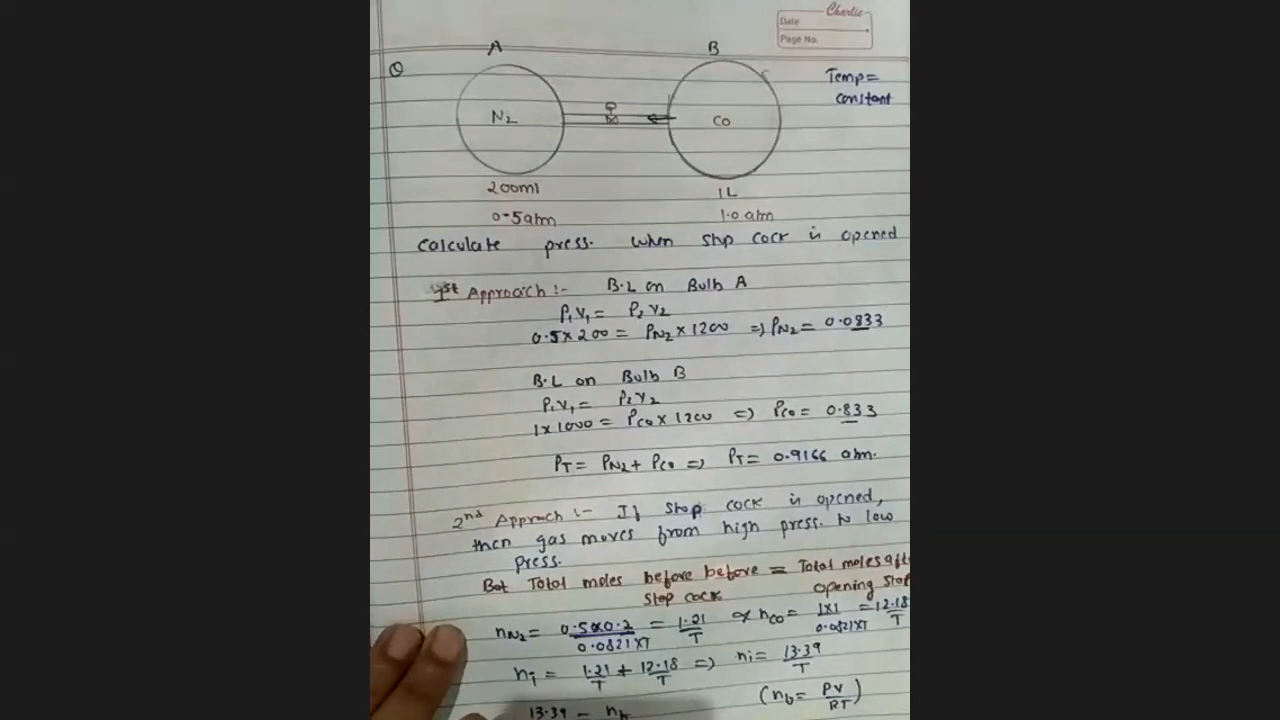 Charlie
Date
Page No.
A B
Q
Temp =
constant
N2 CO
200ml 1L
0.5atm 1.0 atm
Calculate press. when stop cock is opened
Ist Approach :- B.L on Bulb A
P1V1 = P2V2
0.5×200 = PN2 × 1200 => PN2 = 0.0833
B.L on Bulb B
P1V1 = P2V2
1×1000 = PCO × 1200 => PCO = 0.833
PT = PN2 + PCO => PT = 0.9166 atm.
2nd Approach :- If stop cock is opened,
then gas moves from high press. to low
press.
But Total moles before before = Total moles aft
stop cock opening stop
nN2 = 0.5×0.2 / 0.0821×T = 1.21 / T & nCO = 1×1 / 0.0821×T = 12.18 / T
ni = 1.21/T + 12.18/T => ni = 13.39 / T
13.39 = (nb = PV / RT)